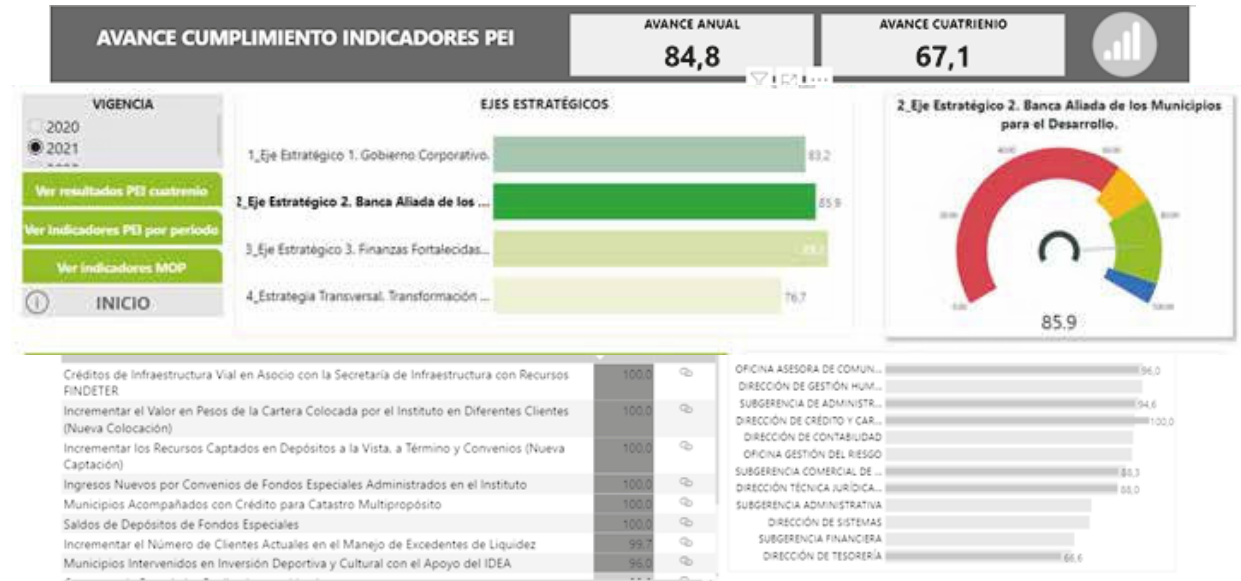 AVANCE CUMPLIMIENTO INDICADORES PEI
AVANCE ANUAL
84,8
AVANCE CUATRIENIO
67,1
VIGENCIA
2020
2021
Ver resultados PEI cuatrenio
Ver indicadores PEI por periodo
Ver indicadores MOP
INICIO
EJES ESTRATÉGICOS
1_Eje Estratégico 1. Gobierno Corporativo.
83,2
2_Eje Estratégico 2. Banca Aliada de los ...
85,9
3_Eje Estratégico 3. Finanzas Fortalecidas...
4_Estrategia Transversal. Transformación ...
76,7
2_Eje Estratégico 2. Banca Aliada de los Municipios
para el Desarrollo.
85.9
Créditos de Infraestructura Vial en Asocio con la Secretaría de Infraestructura con Recursos
FINDETER
100,0
Incrementar el Valor en Pesos de la Cartera Colocada por el Instituto en Diferentes Clientes
(Nueva Colocación)
100,0
Incrementar los Recursos Captados en Depósitos a la Vista, a Término y Convenios (Nueva
Captación)
100,0
Ingresos Nuevos por Convenios de Fondos Especiales Administrados en el Instituto
100,0
Municipios Acompañados con Crédito para Catastro Multipropósito
100,0
Saldos de Depósitos de Fondos Especiales
100,0
Incrementar el Número de Clientes Actuales en el Manejo de Excedentes de Liquidez
99,7
Municipios Intervenidos en Inversión Deportiva y Cultural con el Apoyo del IDEA
96,0
OFICINA ASESORA DE COMUN...
96,0
DIRECCIÓN DE GESTIÓN HUM...
SUBGERENCIA DE ADMINISTR...
94,6
DIRECCIÓN DE CRÉDITO Y CAR...
100,0
DIRECCIÓN DE CONTABILIDAD
OFICINA GESTIÓN DEL RIESGO
SUBGERENCIA COMERCIAL DE ...
88,3
DIRECCIÓN TÉCNICA JURÍDICA...
88,0
SUBGERENCIA ADMINISTRATIVA
DIRECCIÓN DE SISTEMAS
SUBGERENCIA FINANCIERA
DIRECCIÓN DE TESORERÍA
66,6